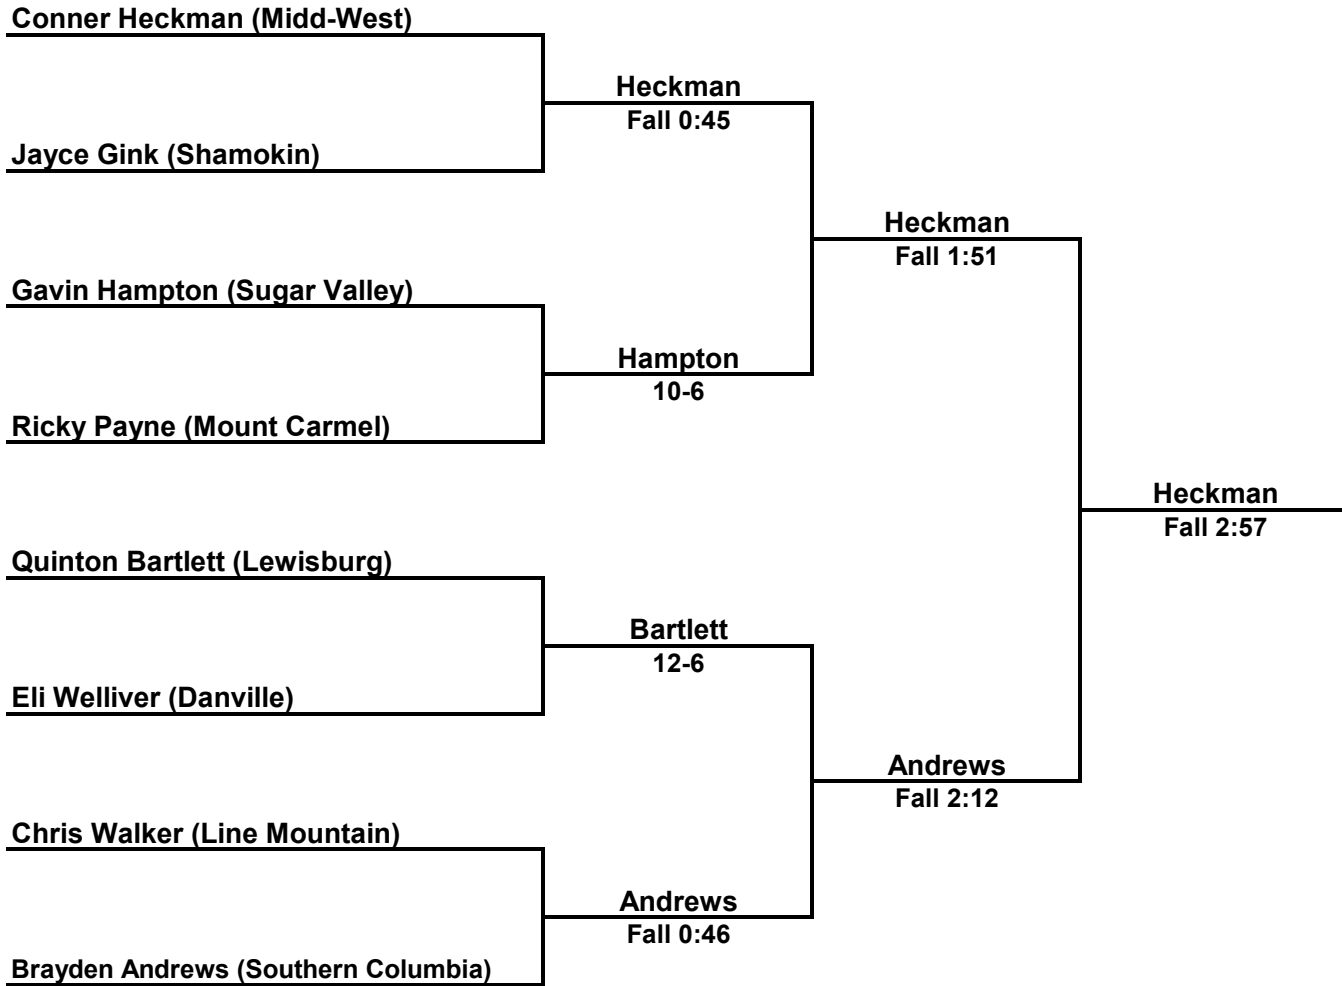 Conner Heckman (Midd-West)
Heckman
Fall 0:45
Jayce Gink (Shamokin)
Heckman
Fall 1:51
Gavin Hampton (Sugar Valley)
Hampton
10-6
Ricky Payne (Mount Carmel)
Heckman
Fall 2:57
Quinton Bartlett (Lewisburg)
Bartlett
12-6
Eli Welliver (Danville)
Andrews
Fall 2:12
Chris Walker (Line Mountain)
Andrews
Fall 0:46
Brayden Andrews (Southern Columbia)